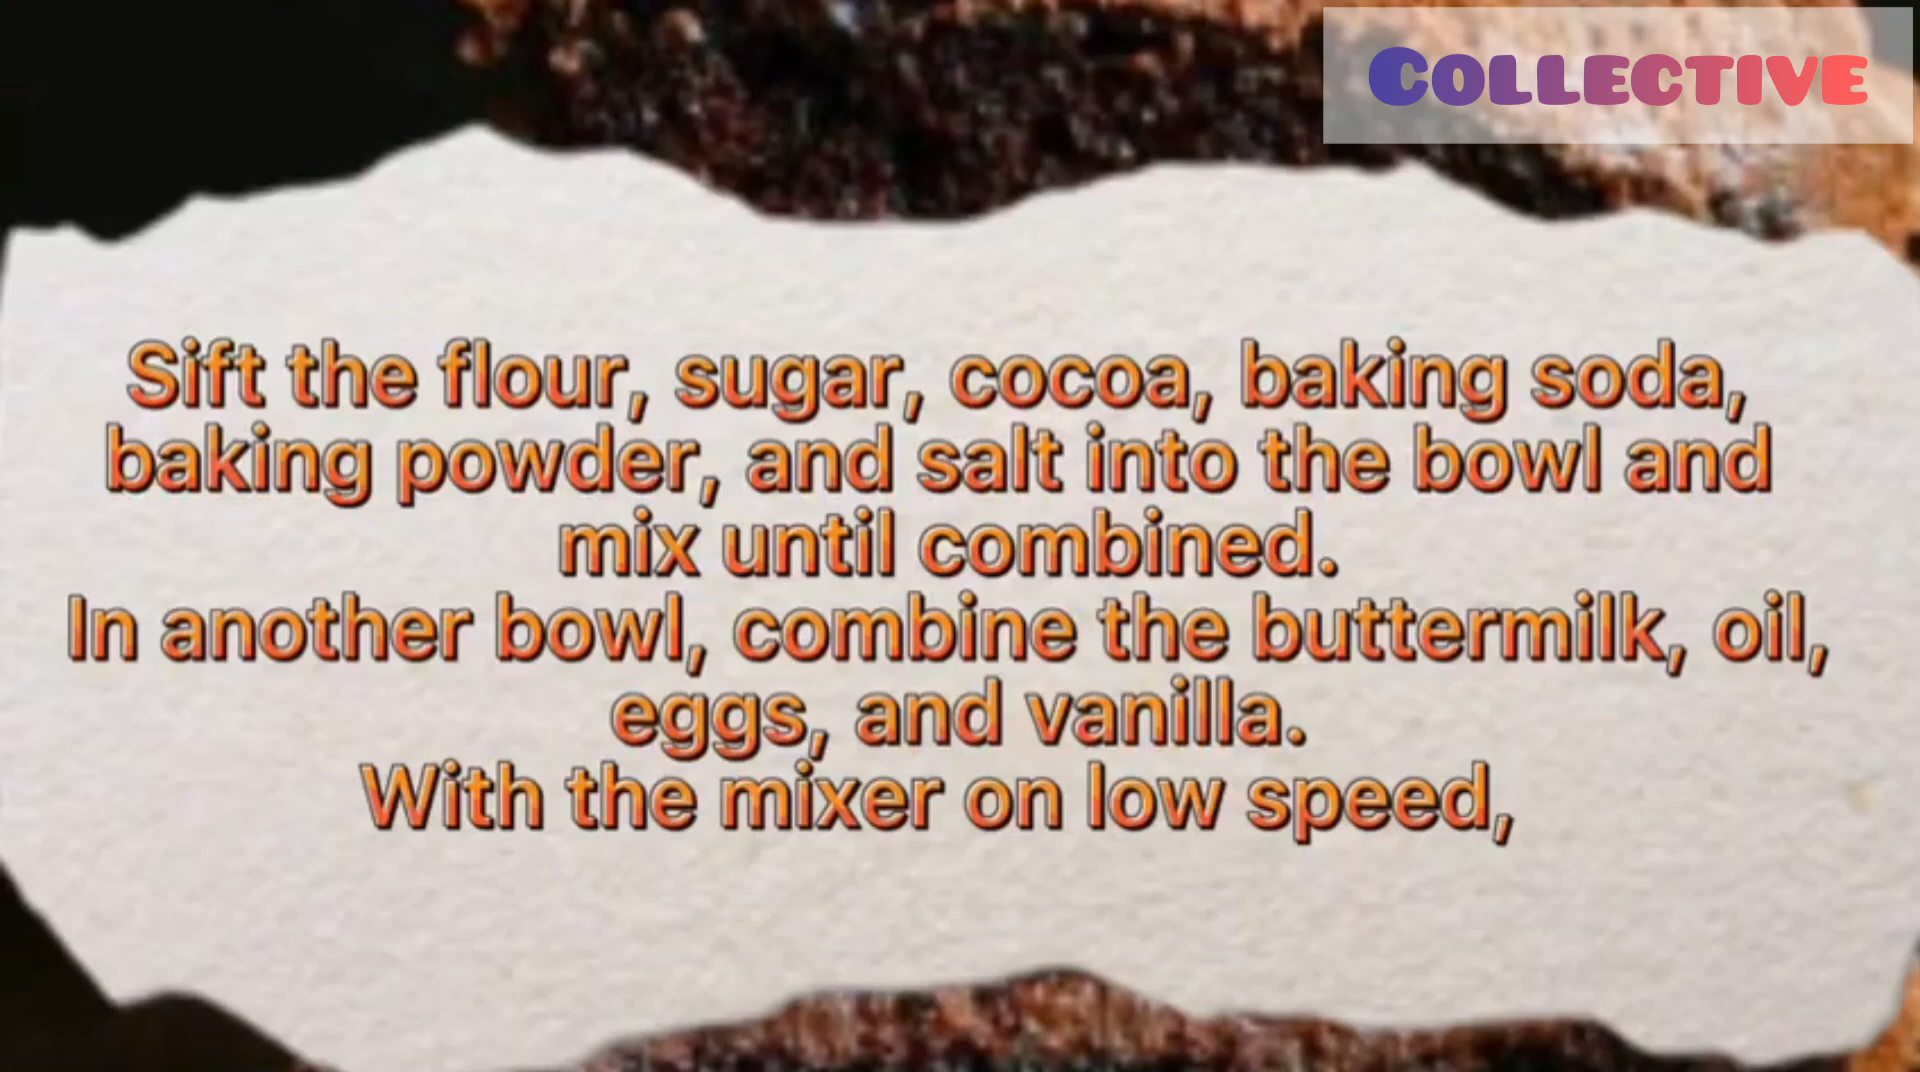 COLLECTIVE
Sift the flour, sugar, cocoa, baking soda,
baking powder, and salt into the bowl and
mix until combined.
In another bowl, combine the buttermilk, oil,
eggs, and vanilla.
With the mixer on low speed,